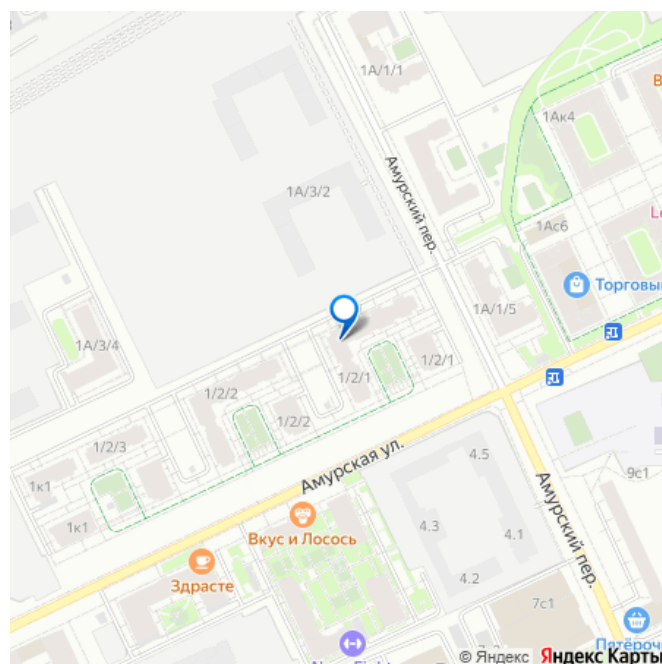 1А/1/1
1Ак4
В
Амурский пер.
1А/3/2
1Ас6
Торговый
1А/1/5
1А/3/4
1/2/1
1/2/1
1/2/2
1/2/2
1/2/3
1к1
1к1
Амурская ул.
4.5
4.3
4.1
4.2
9с1
Амурский пер.
Вкус и Лосось
Здрасте
7с1
Пятёроч
© Яндекс Яндекс Карты